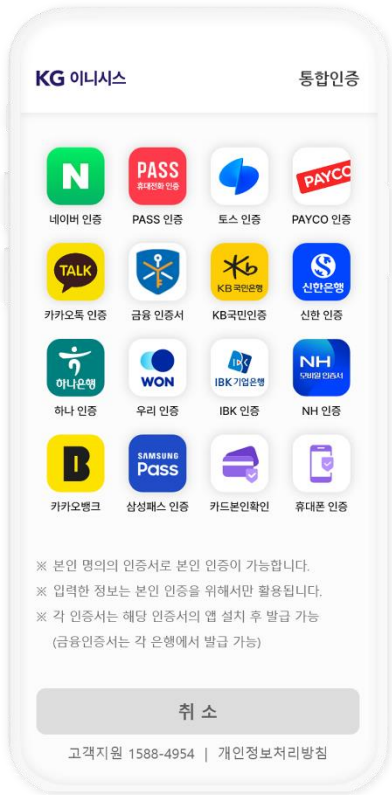 KG 이니시스 통합인증
N PASS 휴대전화 인증 PAYCO
네이버 인증 PASS 인증 토스 인증 PAYCO 인증
TALK KB국민은행 신한은행
카카오톡 인증 금융 인증서 KB국민인증 신한 인증
하나은행 WON IBK기업은행 NH 모바일 인증서
하나 인증 우리 인증 IBK 인증 NH 인증
B SAMSUNG Pass
카카오뱅크 삼성패스 인증 카드본인확인 휴대폰 인증
※ 본인 명의의 인증서로 본인 인증이 가능합니다.
※ 입력한 정보는 본인 인증을 위해서만 활용됩니다.
※ 각 인증서는 해당 인증서의 앱 설치 후 발급 가능
(금융인증서는 각 은행에서 발급 가능)
취 소
고객지원 1588-4954 | 개인정보처리방침